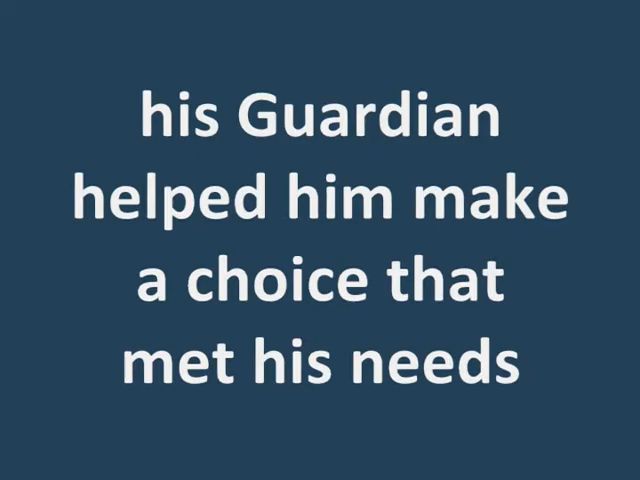 his Guardian
helped him make
a choice that
met his needs